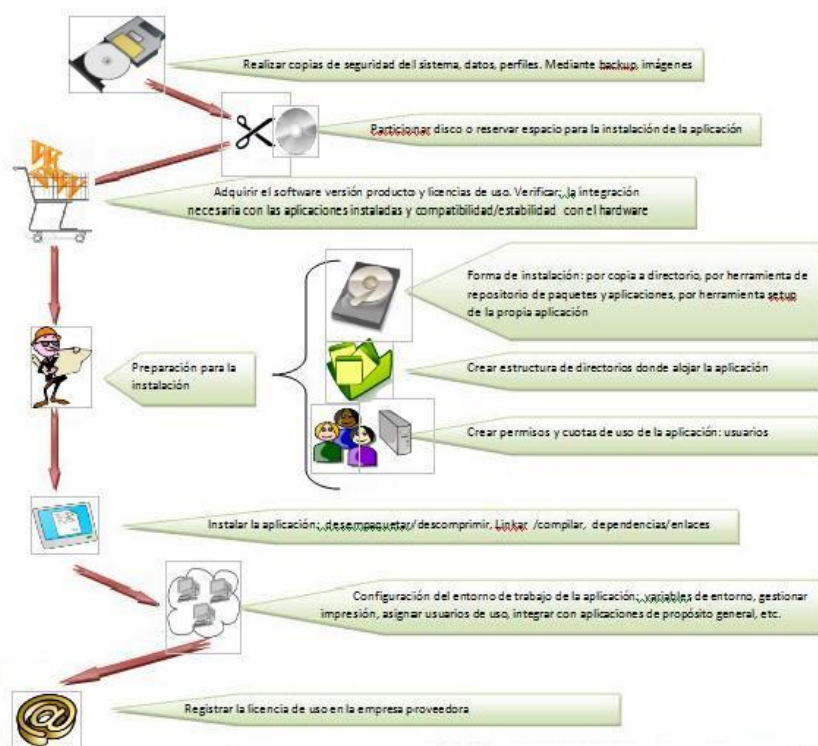 Realizar copias de seguridad del sistema, datos, perfiles. Mediante backup, imágenes
Particionar disco o reservar espacio para la instalación de la aplicación
Adquirir el software versión producto y licencias de uso. Verificar:, la integración
necesaria con las aplicaciones instaladas y compatibilidad/estabilidad con el hardware
Forma de instalación: por copia a directorio, por herramienta de
repositorio de paquetes y aplicaciones, por herramienta setup
de la propia aplicación
Preparación para la
instalación
Crear estructura de directorios donde alojar la aplicación
Crear permisos y cuotas de uso de la aplicación: usuarios
Instalar la aplicación:, desempaquetar/descomprimir, Linkar /compilar, dependencias/enlaces
Configuración del entorno de trabajo de la aplicación:, variables de entorno, gestionar
impresión, asignar usuarios de uso, integrar con aplicaciones de propósito general, etc.
Registrar la licencia de uso en la empresa proveedora